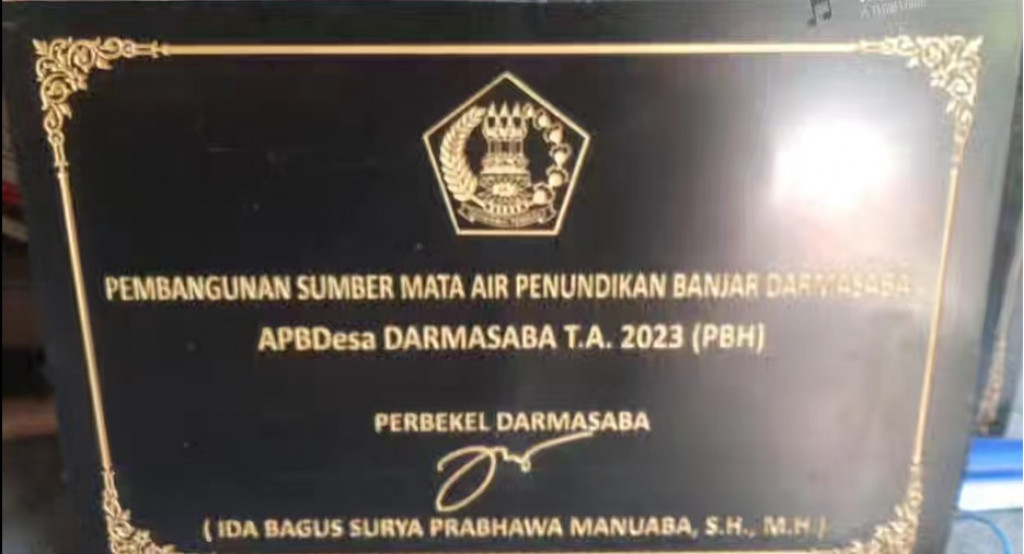 PEMBANGUNAN SUMBER MATA AIR PENUNDIKAN BANJAR DARMASABA
APBDesa DARMASABA T.A. 2023 (PBH)
PERBEKEL DARMASABA
( IDA BAGUS SURYA PRABHAWA MANUABA, S.H., M.H )